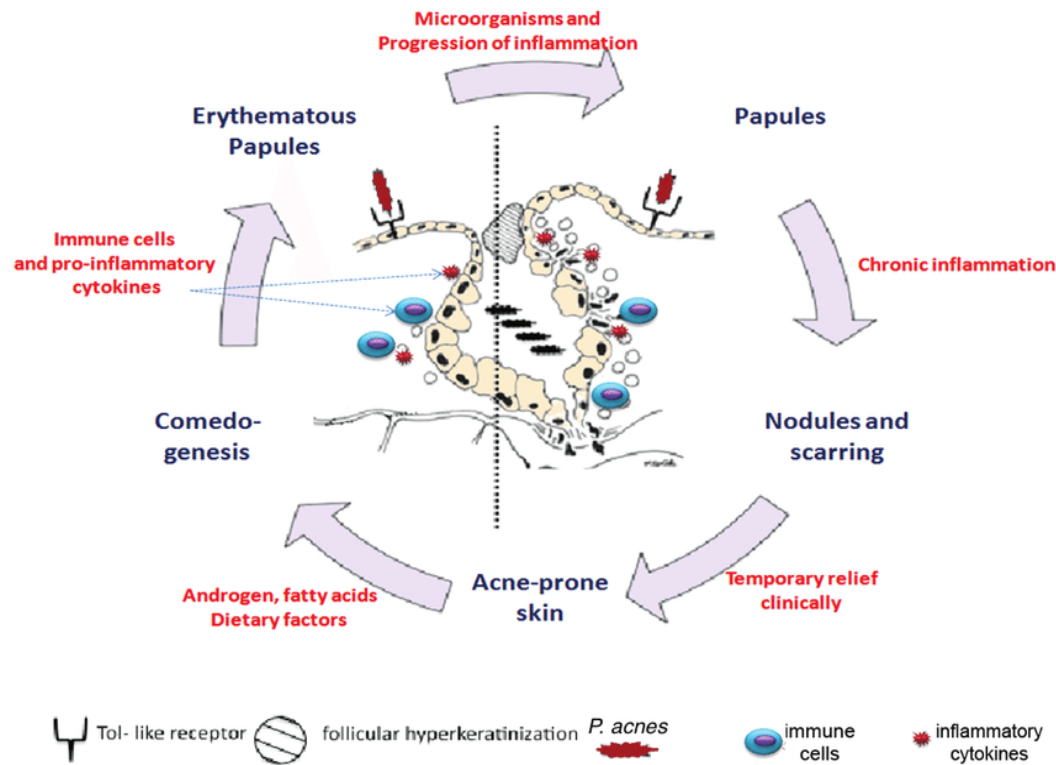 Microorganisms and
Progression of inflammation
Erythematous
Papules
Papules
Immune cells
and pro-inflammatory
cytokines
Chronic inflammation
Comedo-
genesis
Nodules and
scarring
Acne-prone
skin
Androgen, fatty acids
Dietary factors
Temporary relief
clinically
Tol- like receptor
follicular hyperkeratinization
P. acnes
immune
cells
inflammatory
cytokines